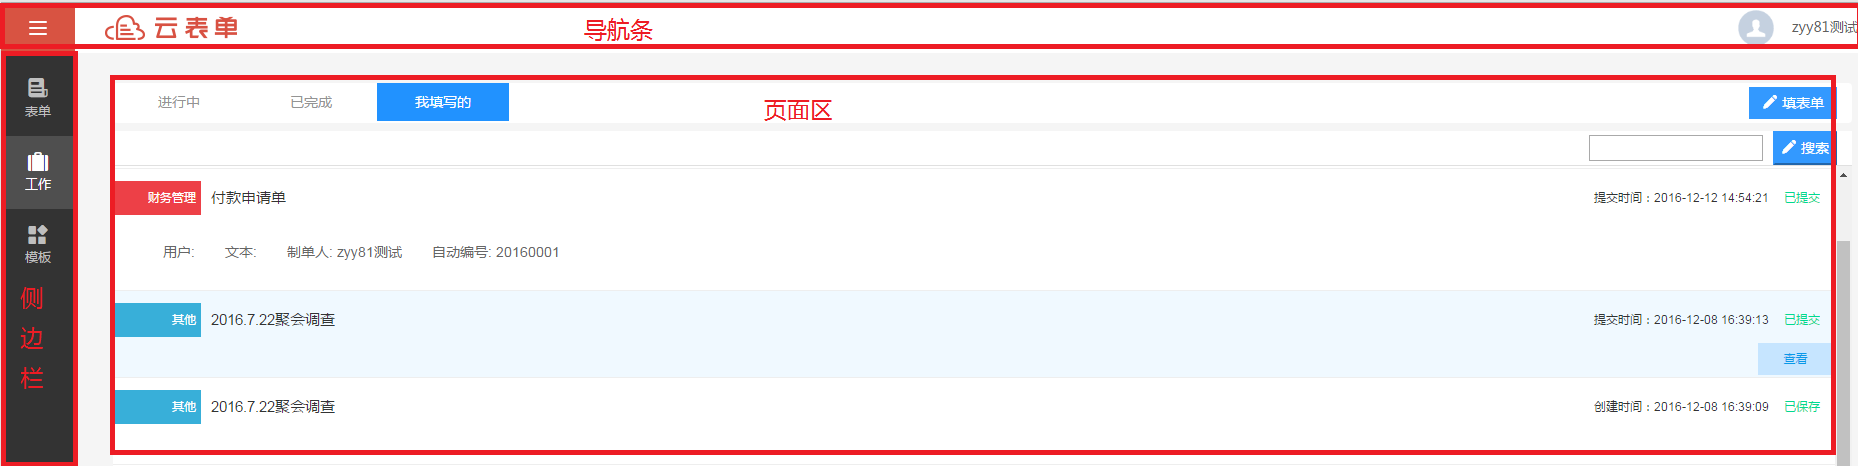 云表单
导航条
zyy81测试
表单
工作
模板
侧
边
栏
进行中 已完成 我填写的 页面区 填表单
搜索
财务管理 付款申请单 提交时间：2016-12-12 14:54:21 已提交
用户: 文本: 制单人: zyy81测试 自动编号: 20160001
其他 2016.7.22聚会调查 提交时间：2016-12-08 16:39:13 已提交
查看
其他 2016.7.22聚会调查 创建时间：2016-12-08 16:39:09 已保存